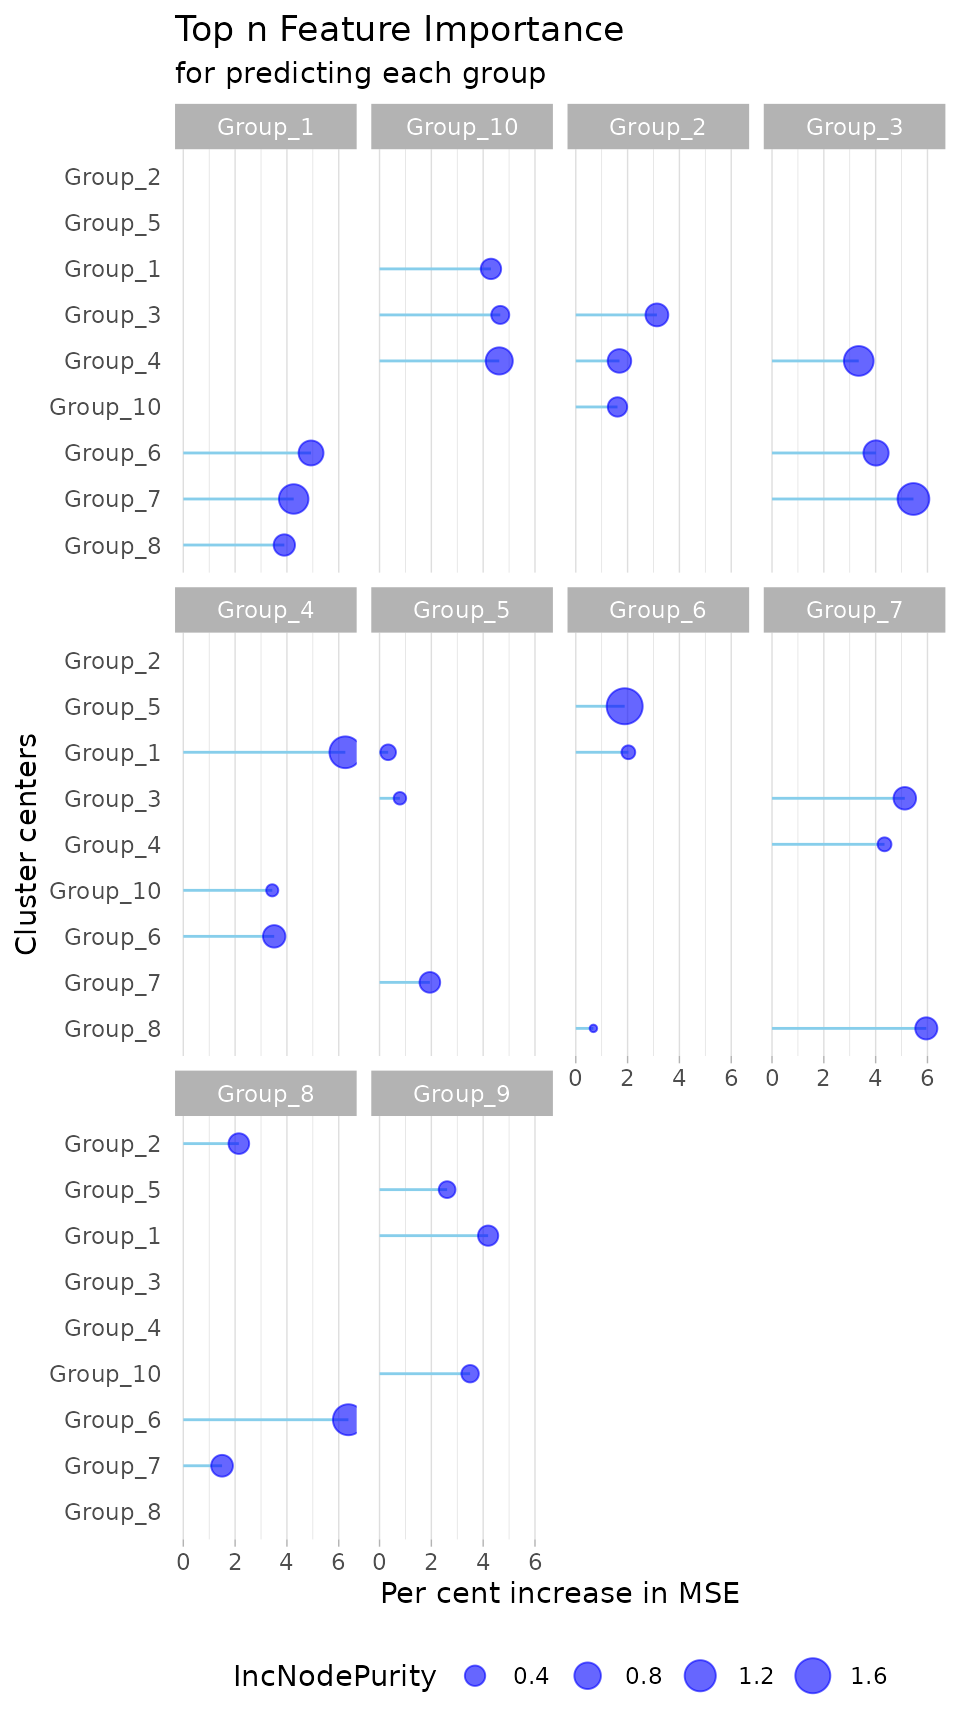 Top n Feature Importance
for predicting each group
Group_1 Group_10 Group_2 Group_3
Group_2
Group_5
Group_1
Group_3
Group_4
Group_10
Group_6
Group_7
Group_8
Group_4 Group_5 Group_6 Group_7
Group_2
Group_5
Group_1
Group_3
Group_4
Group_10
Group_6
Group_7
Group_8
0 2 4 6 0 2 4 6
Group_8 Group_9
Group_2
Group_5
Group_1
Group_3
Group_4
Group_10
Group_6
Group_7
Group_8
0 2 4 6 0 2 4 6
Cluster centers
Per cent increase in MSE
IncNodePurity 0.4 0.8 1.2 1.6